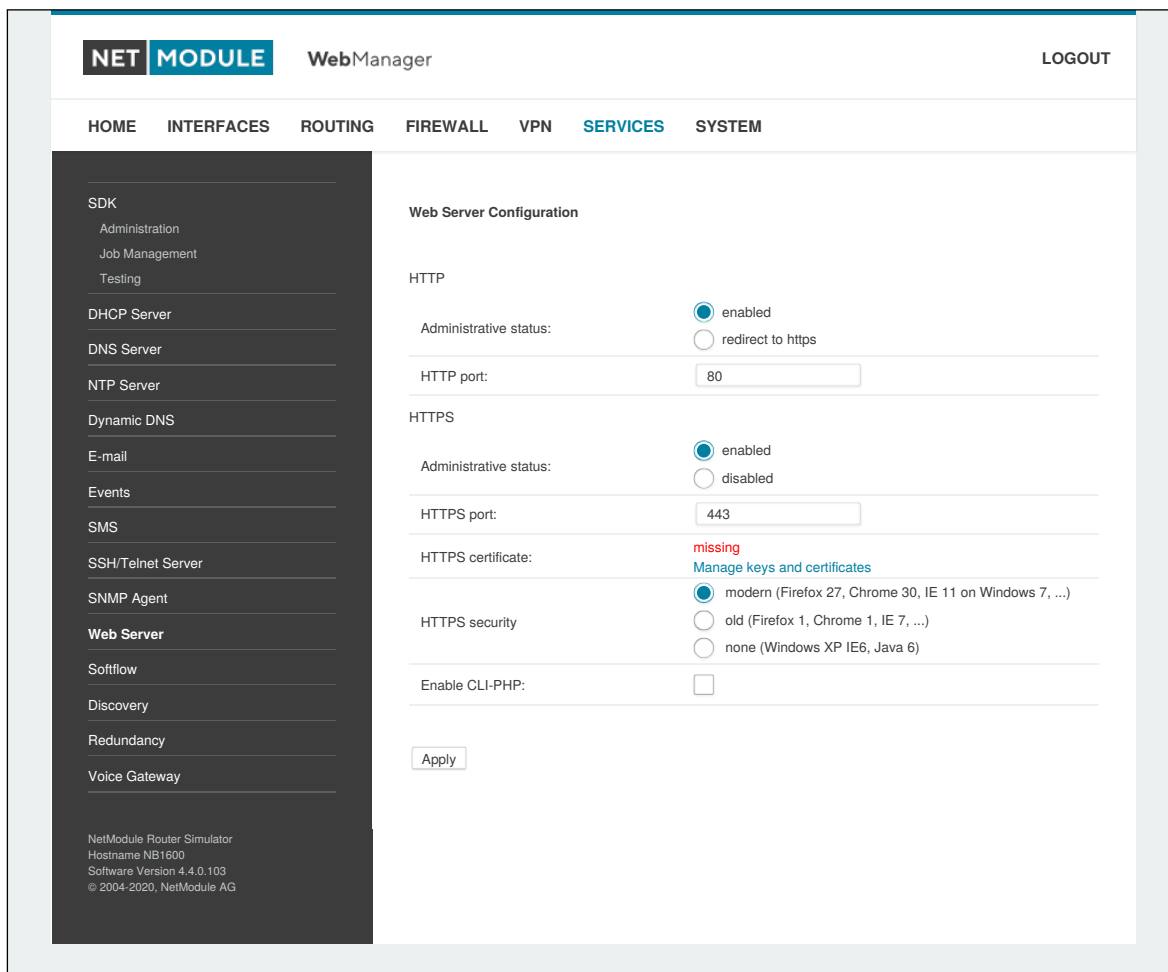 NET MODULE WebManager LOGOUT
HOME INTERFACES ROUTING FIREWALL VPN SERVICES SYSTEM
SDK
Administration
Job Management
Testing
DHCP Server
DNS Server
NTP Server
Dynamic DNS
E-mail
Events
SMS
SSH/Telnet Server
SNMP Agent
Web Server
Softflow
Discovery
Redundancy
Voice Gateway
NetModule Router Simulator
Hostname NB1600
Software Version 4.4.0.103
© 2004-2020, NetModule AG
Web Server Configuration
HTTP
Administrative status:
enabled
redirect to https
HTTP port: 80
HTTPS
Administrative status:
enabled
disabled
HTTPS port: 443
HTTPS certificate:
missing
Manage keys and certificates
HTTPS security
modern (Firefox 27, Chrome 30, IE 11 on Windows 7, ...)
old (Firefox 1, Chrome 1, IE 7, ...)
none (Windows XP IE6, Java 6)
Enable CLI-PHP:
Apply